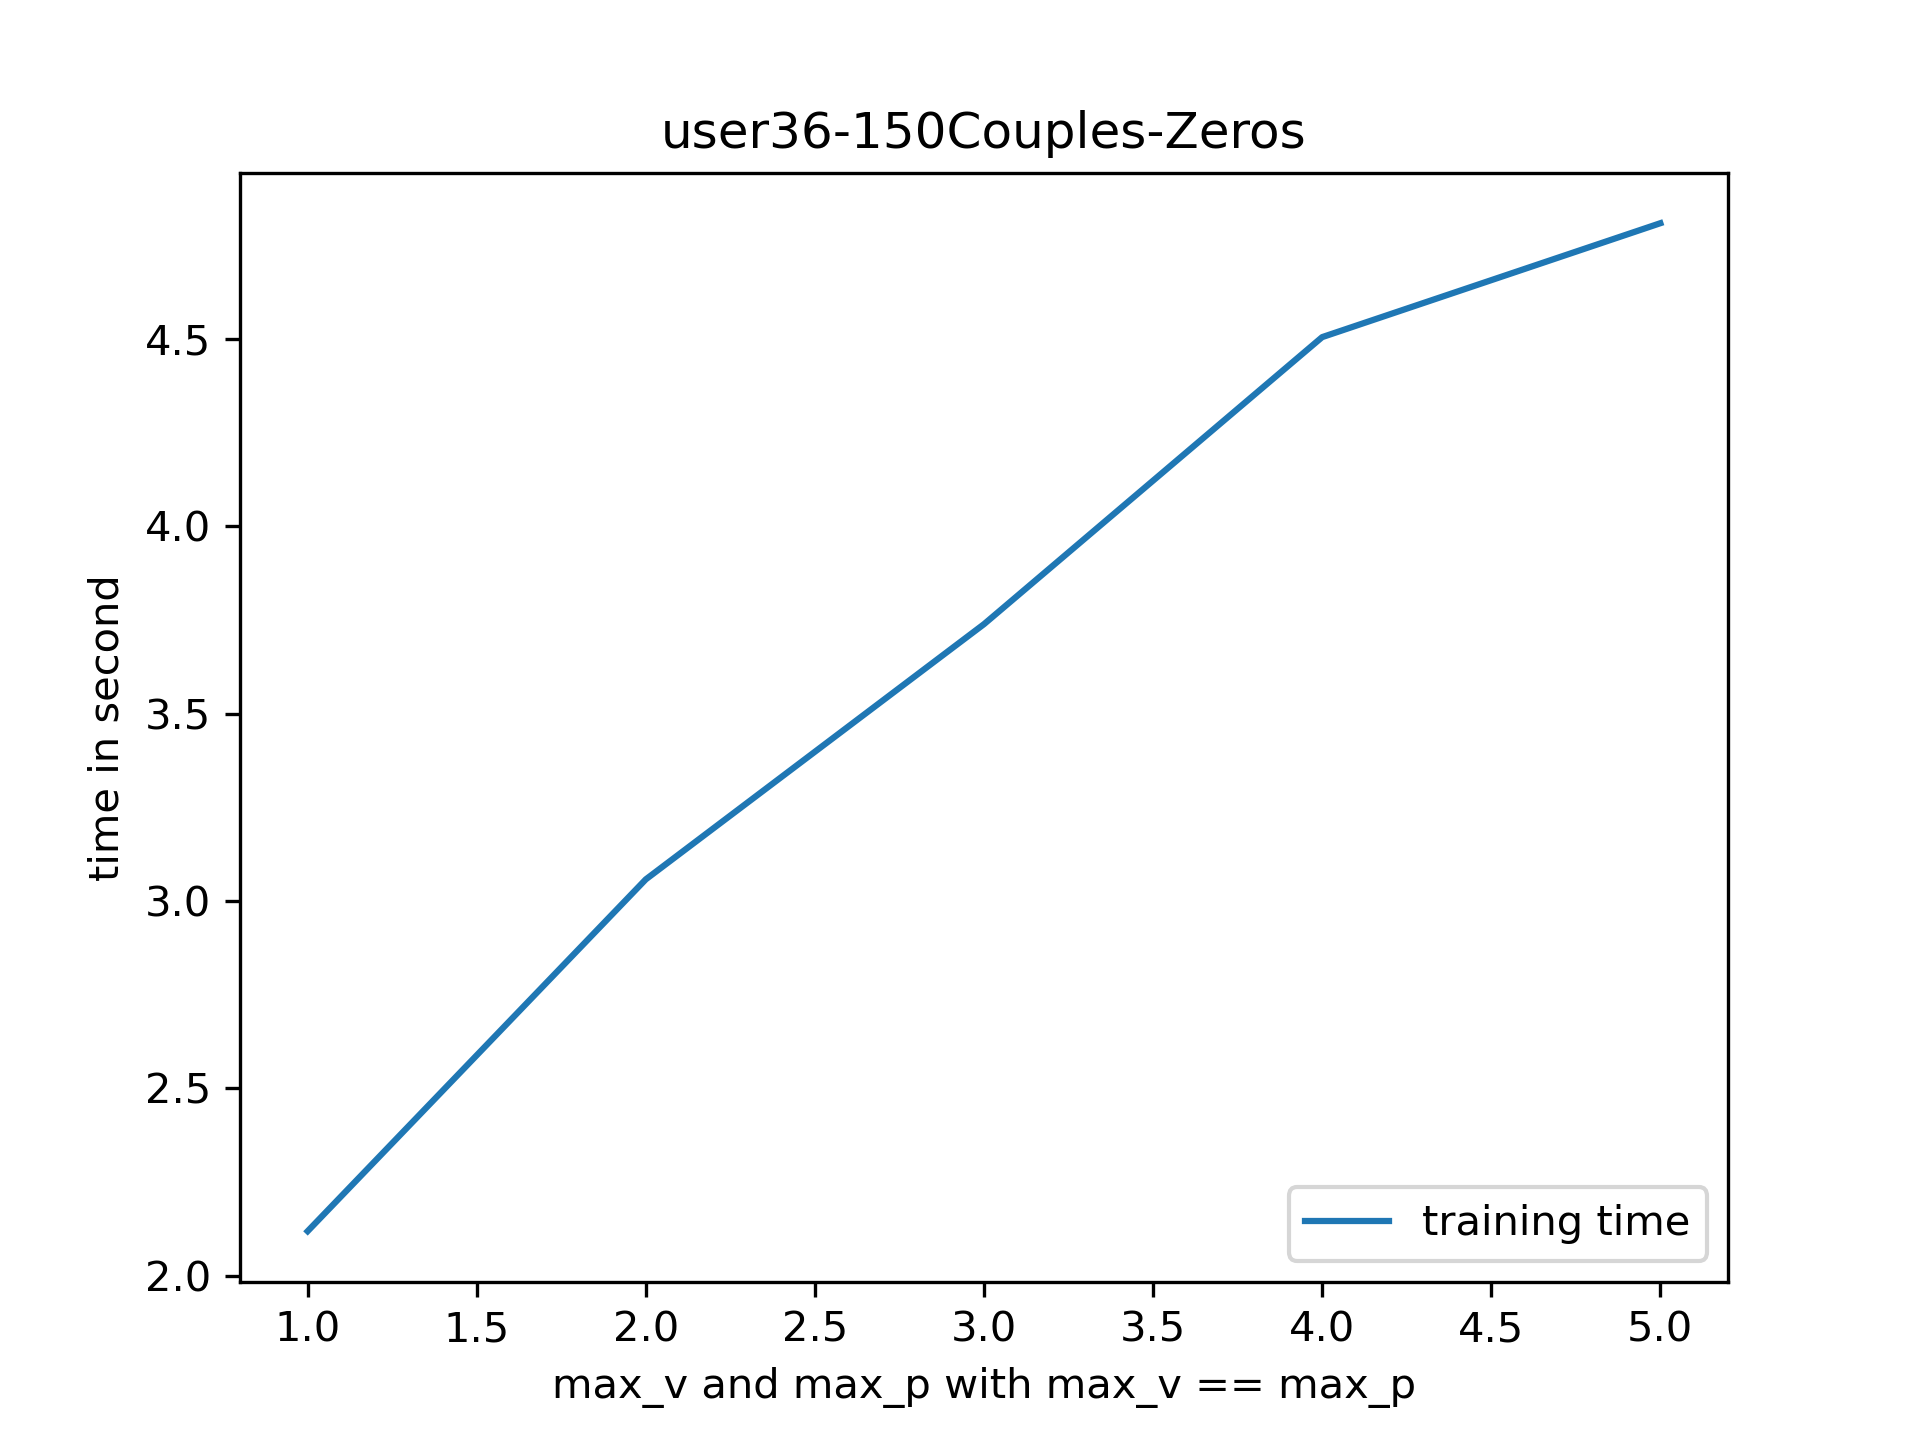 user36-150Couples-Zeros
time in second
4.5
4.0
3.5
3.0
2.5
2.0
training time
1.0 1.5 2.0 2.5 3.0 3.5 4.0 4.5 5.0
max_v and max_p with max_v == max_p